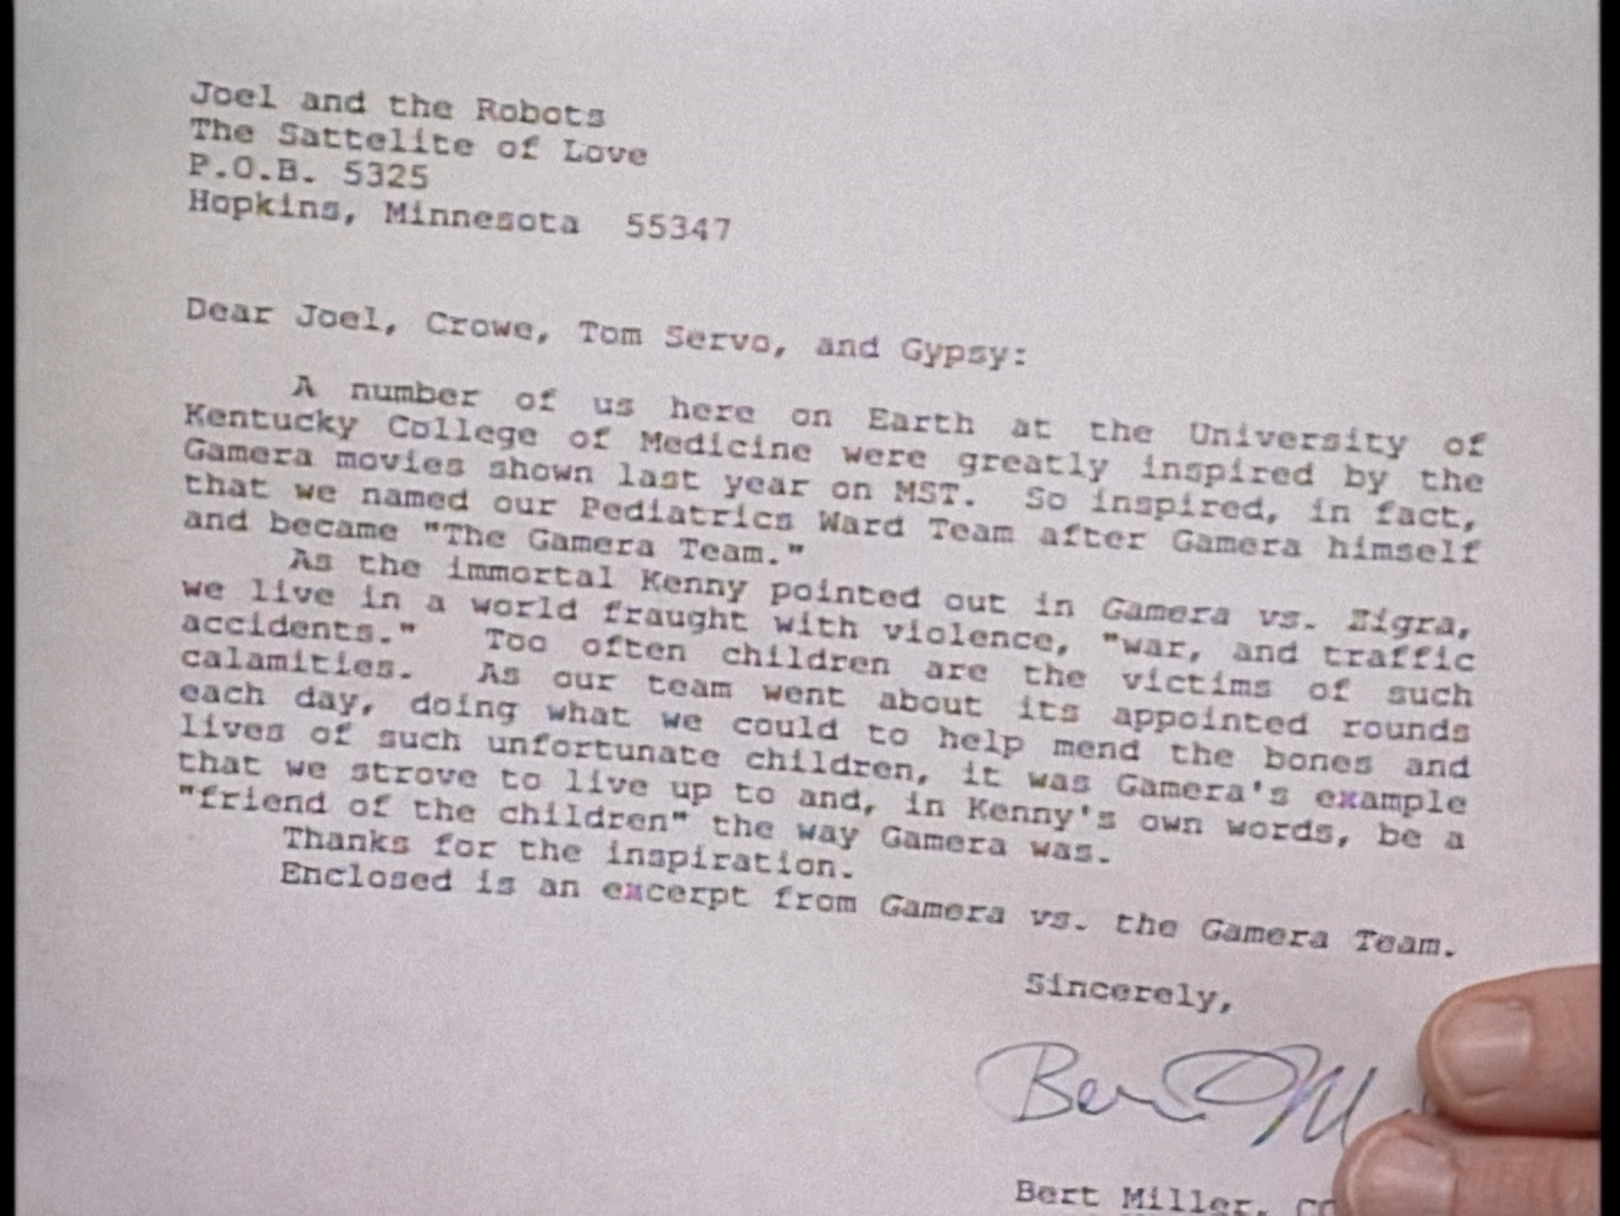 Joel and the Robots
The Sattelite of Love
P.O.B. 5325
Hopkins, Minnesota 55347
Dear Joel, Crowe, Tom Servo, and Gypsy:
A number of us here on Earth at the University of
Kentucky College of Medicine were greatly inspired by the
Gamera movies shown last year on MST. So inspired, in fact,
that we named our Pediatrics Ward Team after Gamera himself
and became "The Gamera Team."
As the immortal Kenny pointed out in Gamera vs. Zigra,
we live in a world fraught with violence, "war, and traffic
accidents." Too often children are the victims of such
calamities. As our team went about its appointed rounds
each day, doing what we could to help mend the bones and
lives of such unfortunate children, it was Gamera's example
that we strove to live up to and, in Kenny's own words, be a
"friend of the children" the way Gamera was.
Thanks for the inspiration.
Enclosed is an excerpt from Gamera vs. the Gamera Team.
Sincerely,
Bert M
Bert Miller,